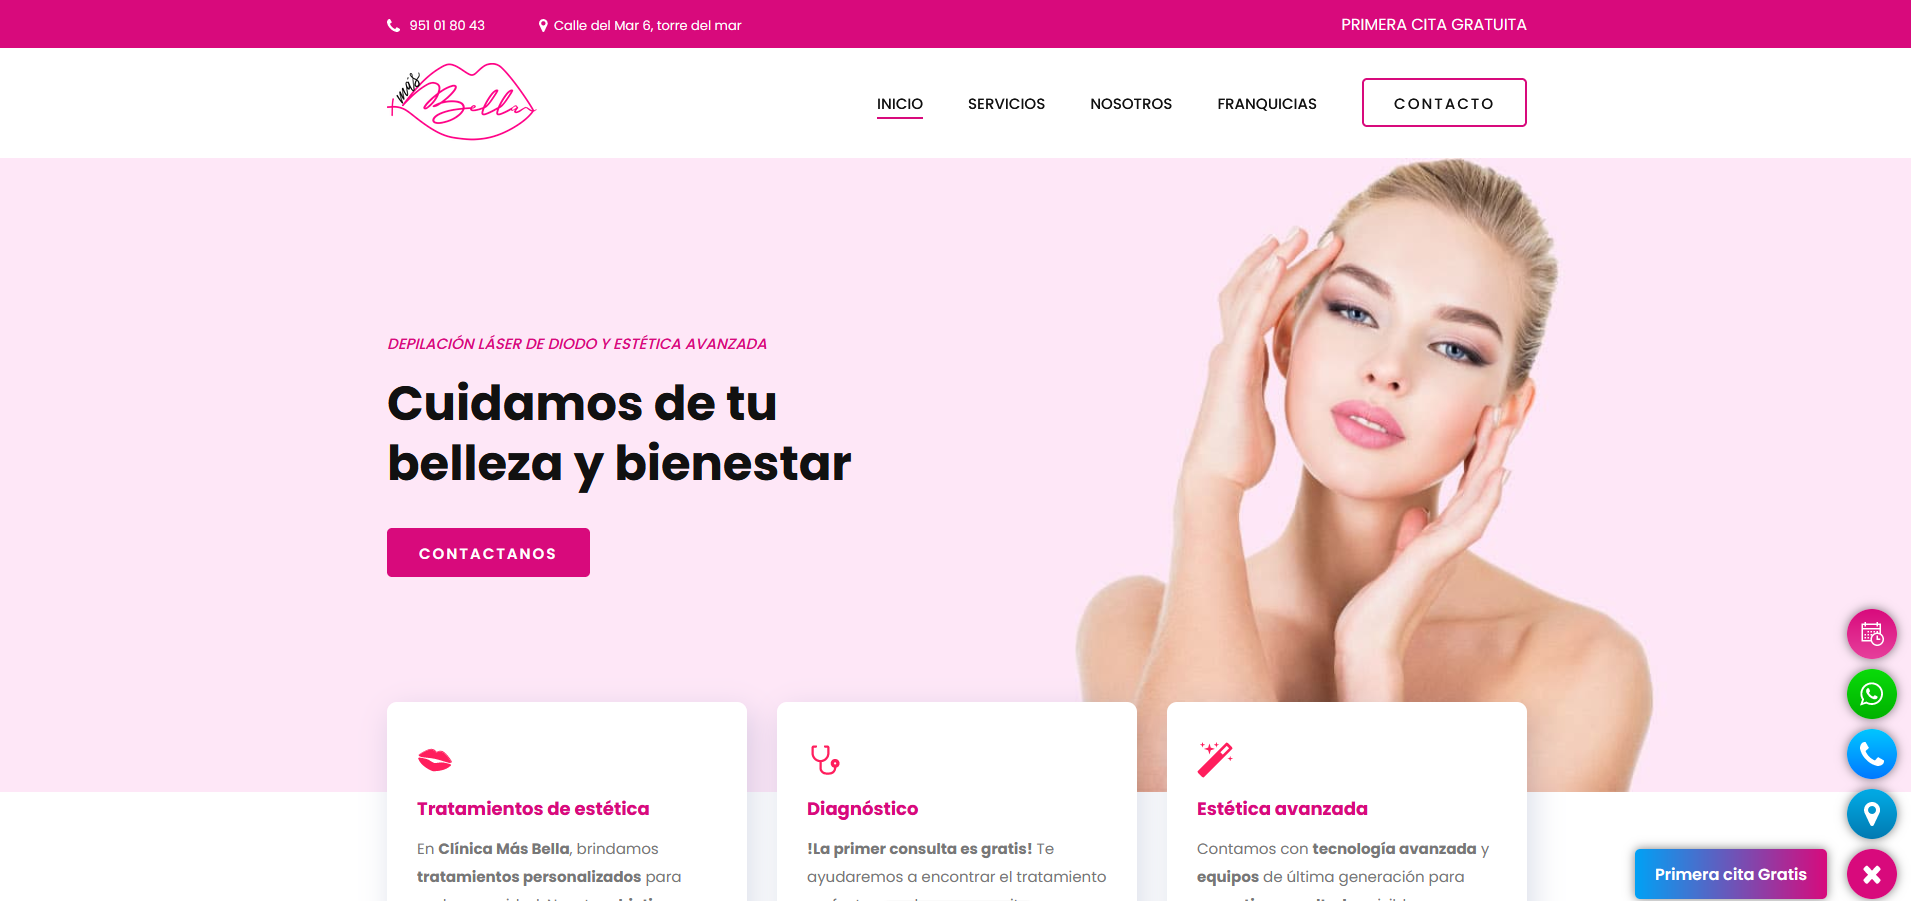 951 01 80 43
Calle del Mar 6, torre del mar
PRIMERA CITA GRATUITA
más
Bella
INICIO
SERVICIOS
NOSOTROS
FRANQUICIAS
CONTACTO
DEPILACIÓN LÁSER DE DIODO Y ESTÉTICA AVANZADA
Cuidamos de tu
belleza y bienestar
CONTACTANOS
Tratamientos de estética
En Clínica Más Bella, brindamos
tratamientos personalizados para
Diagnóstico
!La primer consulta es gratis! Te
ayudaremos a encontrar el tratamiento
Estética avanzada
Contamos con tecnología avanzada y
equipos de última generación para
Primera cita Gratis